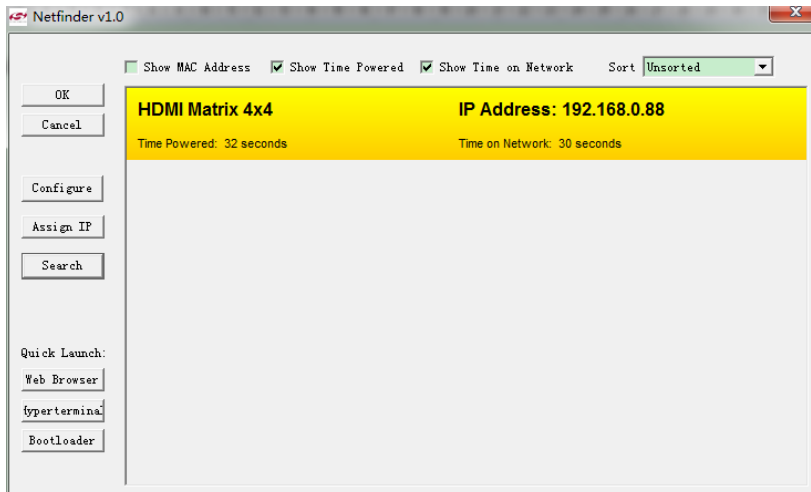 Netfinder v1.0
Show MAC Address Show Time Powered Show Time on Network Sort Unsorted
OK
Cancel
HDMI Matrix 4x4 IP Address: 192.168.0.88
Time Powered: 32 seconds Time on Network: 30 seconds
Configure
Assign IP
Search
Quick Launch:
Web Browser
Hypertermina
Bootloader